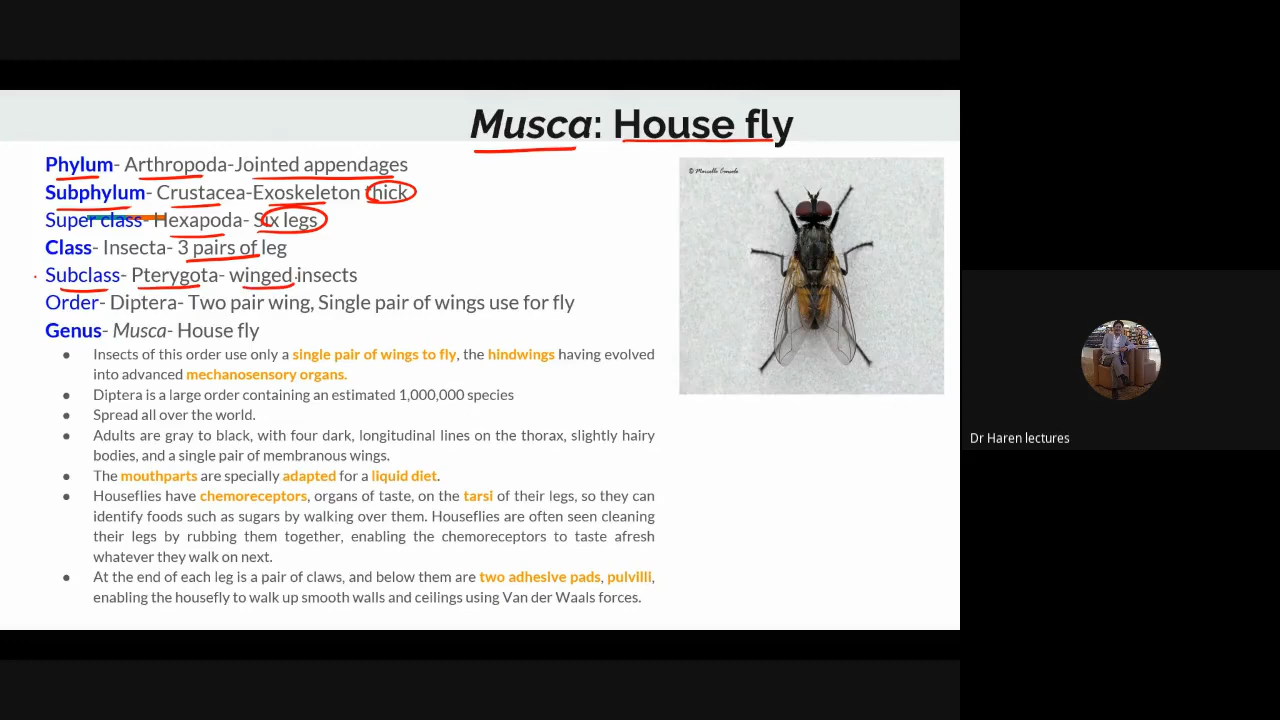 Musca: House fly
Phylum- Arthropoda-Jointed appendages
Subphylum- Crustacea-Exoskeleton thick
Super class- Hexapoda- Six legs
Class- Insecta- 3 pairs of leg
Subclass- Pterygota- winged insects
Order- Diptera- Two pair wing, Single pair of wings use for fly
Genus- Musca- House fly
● Insects of this order use only a single pair of wings to fly, the hindwings having evolved
into advanced mechanosensory organs.
● Diptera is a large order containing an estimated 1,000,000 species
● Spread all over the world.
● Adults are gray to black, with four dark, longitudinal lines on the thorax, slightly hairy
bodies, and a single pair of membranous wings.
● The mouthparts are specially adapted for a liquid diet.
● Houseflies have chemoreceptors, organs of taste, on the tarsi of their legs, so they can
identify foods such as sugars by walking over them. Houseflies are often seen cleaning
their legs by rubbing them together, enabling the chemoreceptors to taste afresh
whatever they walk on next.
● At the end of each leg is a pair of claws, and below them are two adhesive pads, pulvilli,
enabling the housefly to walk up smooth walls and ceilings using Van der Waals forces.
©
Dr Haren lectures